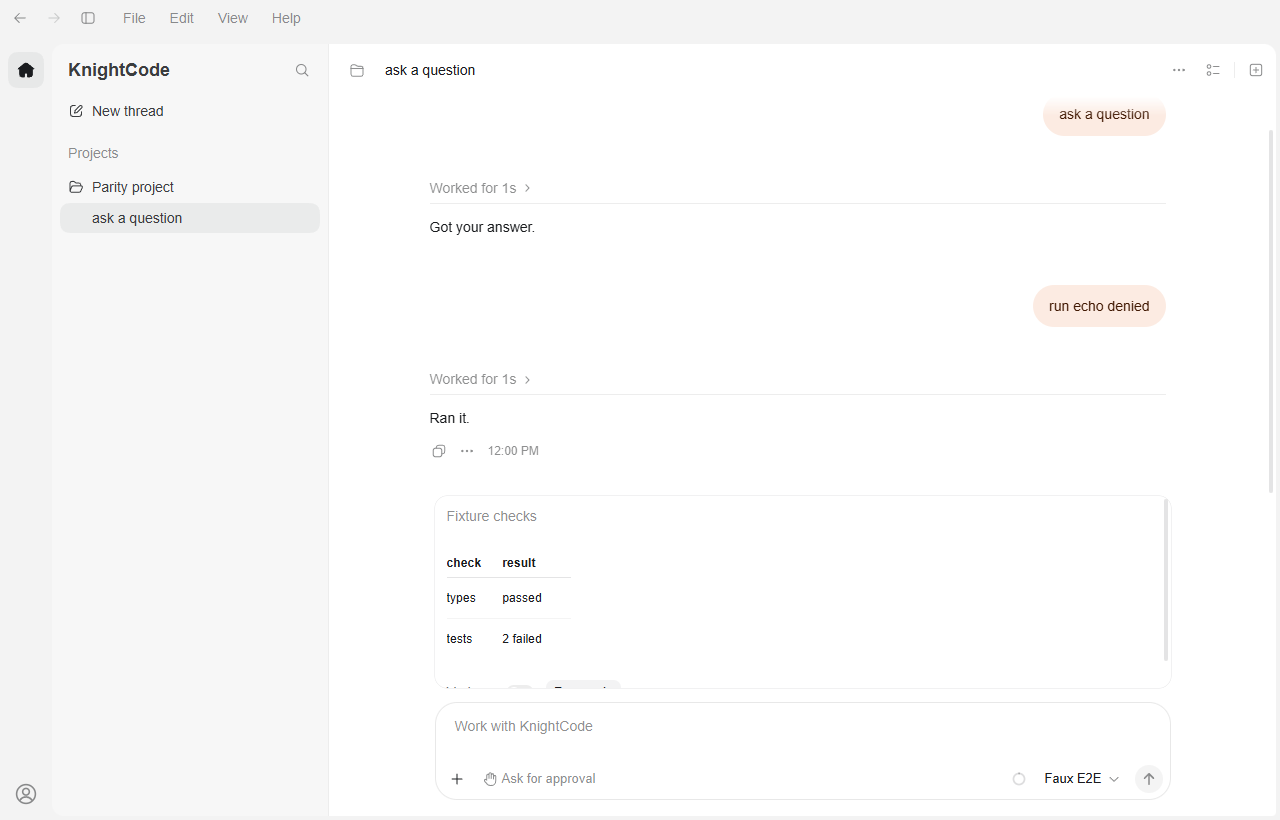 File Edit View Help
KnightCode
New thread
Projects
Parity project
ask a question
ask a question
ask a question
Worked for 1s
Got your answer.
run echo denied
Worked for 1s
Ran it.
12:00 PM
Fixture checks
check result
types passed
tests 2 failed
Work with KnightCode
Ask for approval
Faux E2E